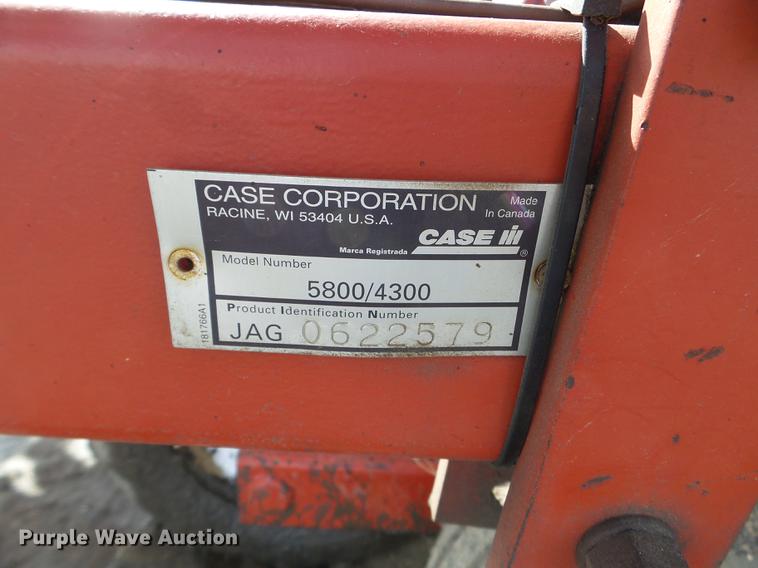 CASE CORPORATION
RACINE, WI 53404 U.S.A.
Made
In Canada
CASE IH
Marca Registrada
®
Model Number
5800/4300
Product Identification Number
JAG 0622579
181766A1
Purple Wave Auction®